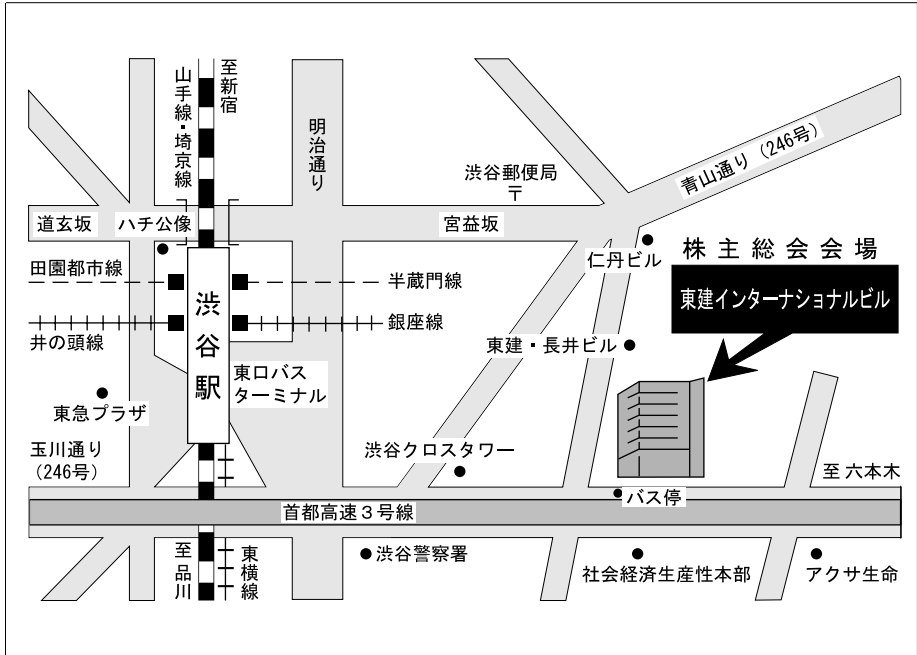 至新宿
山手線・埼京線
明治通り
渋谷郵便局
〒
青山通り（246号）
道玄坂
ハチ公像
宮益坂
仁丹ビル
株主総会会場
東建インターナショナルビル
田園都市線
半蔵門線
渋谷駅
井の頭線
銀座線
東建・長井ビル
東口バス
ターミナル
東急プラザ
玉川通り
（246号）
渋谷クロスタワー
至六本木
バス停
首都高速３号線
至品川
東横線
渋谷警察署
社会経済生産性本部
アクサ生命